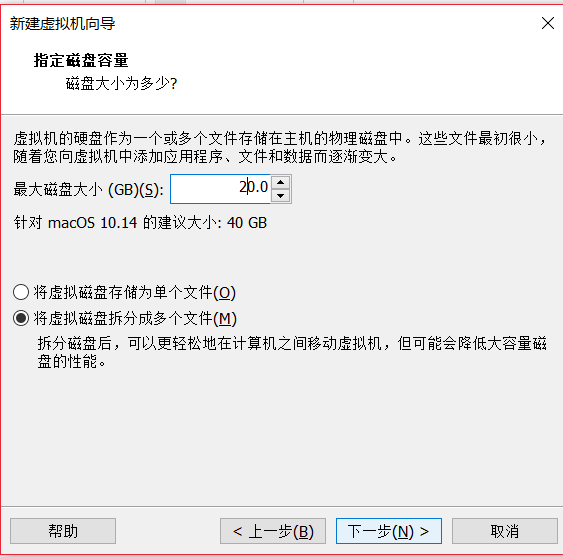 新建虚拟机向导
指定磁盘容量
磁盘大小为多少?
虚拟机的硬盘作为一个或多个文件存储在主机的物理磁盘中。这些文件最初很小，
随着您向虚拟机中添加应用程序、文件和数据而逐渐变大。
最大磁盘大小 (GB)(S): 20.0
针对 macOS 10.14 的建议大小: 40 GB
将虚拟磁盘存储为单个文件(O)
将虚拟磁盘拆分成多个文件(M)
拆分磁盘后，可以更轻松地在计算机之间移动虚拟机，但可能会降低大容量磁
盘的性能。
帮助 < 上一步(B) 下一步(N) > 取消